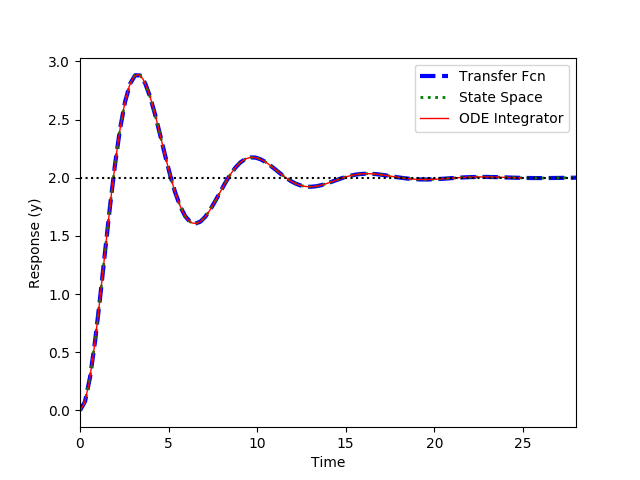 3.0
2.5
2.0
1.5
1.0
0.5
0.0
Response (y)
Transfer Fcn
State Space
ODE Integrator
0 5 10 15 20 25
Time